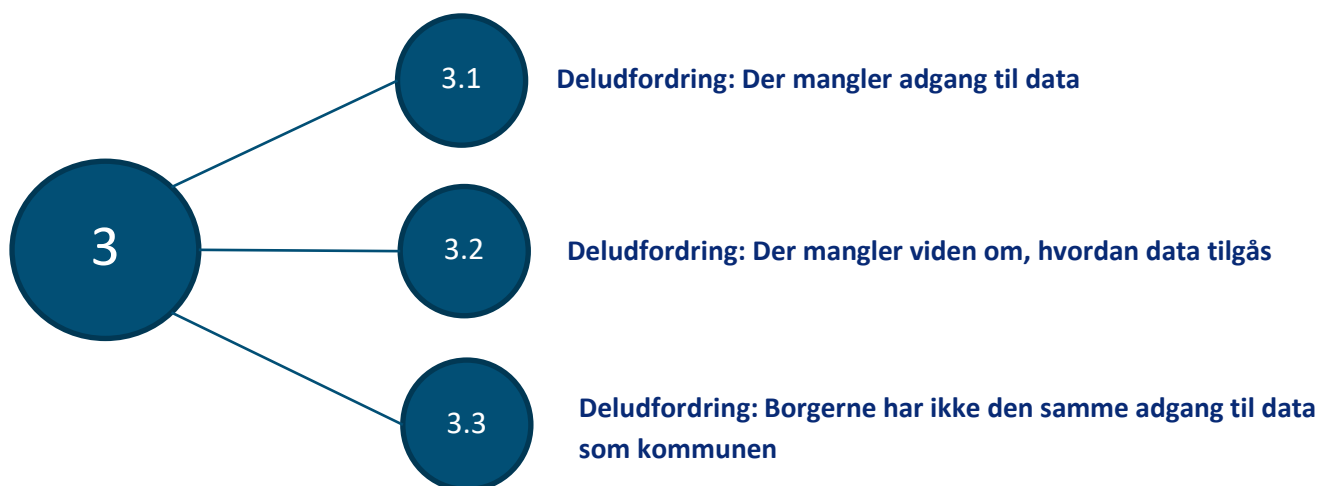 3.1
Deludfordring: Der mangler adgang til data
3
3.2
Deludfordring: Der mangler viden om, hvordan data tilgås
3.3
Deludfordring: Borgerne har ikke den samme adgang til data
som kommunen